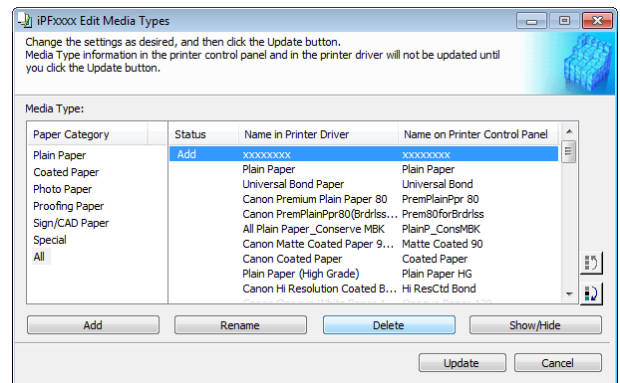 iPFxxxx Edit Media Types
Change the settings as desired, and then click the Update button.
Media Type information in the printer control panel and in the printer driver will not be updated until
you click the Update button.
Media Type:
Paper Category Status Name in Printer Driver Name on Printer Control Panel
Add xxxxxxxx xxxxxxxx
Plain Paper Plain Paper Plain Paper
Coated Paper Universal Bond Paper Universal Bond
Photo Paper Canon Premium Plain Paper 80 PremPlainPpr 80
Proofing Paper Canon PremPlainPpr80(Brdrlss... Prem80forBrdrlss
Sign/CAD Paper All Plain Paper_Conserve MBK PlainP_ConsMBK
Special Canon Matte Coated Paper 9... Matte Coated 90
All Canon Coated Paper Coated Paper
Plain Paper (High Grade) Plain Paper HG
Canon Hi Resolution Coated B... Hi ResCtd Bond
Add Rename Delete Show/Hide
Update Cancel